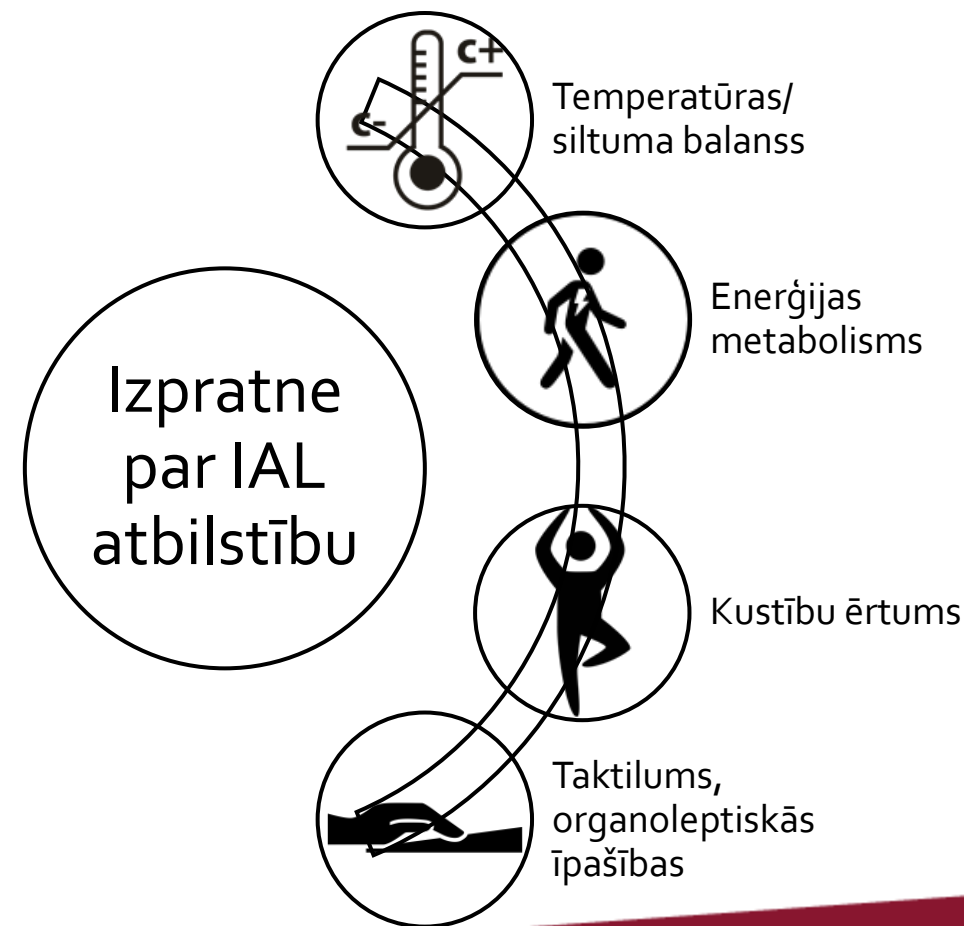 c+
c-
Temperatūras/
siltuma balanss
Enerģijas
metabolisms
Izpratne
par IAL
atbilstību
Kustību ērtums
Taktilums,
organoleptiskās
īpašības